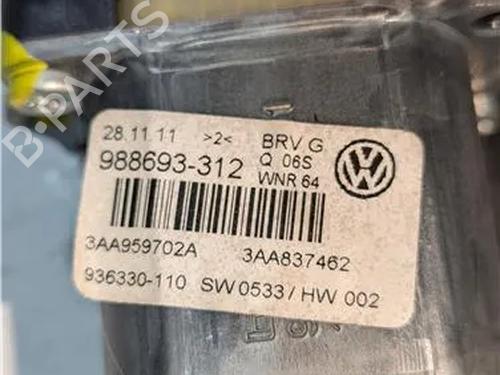 28.11.11 >2< BRV G
988693-312 Q 06S
WNR 64
3AA959702A 3AA837462
936330-110 SW 0533 / HW 002
B-PARTS